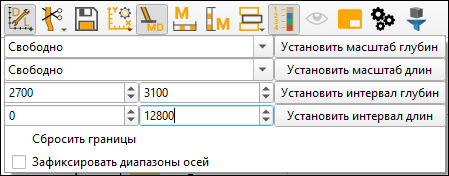 MD M
Свободно Установить масштаб глубин
Свободно Установить масштаб длин
2700 3100 Установить интервал глубин
0 12800 Установить интервал длин
Сбросить границы
Зафиксировать диапазоны осей